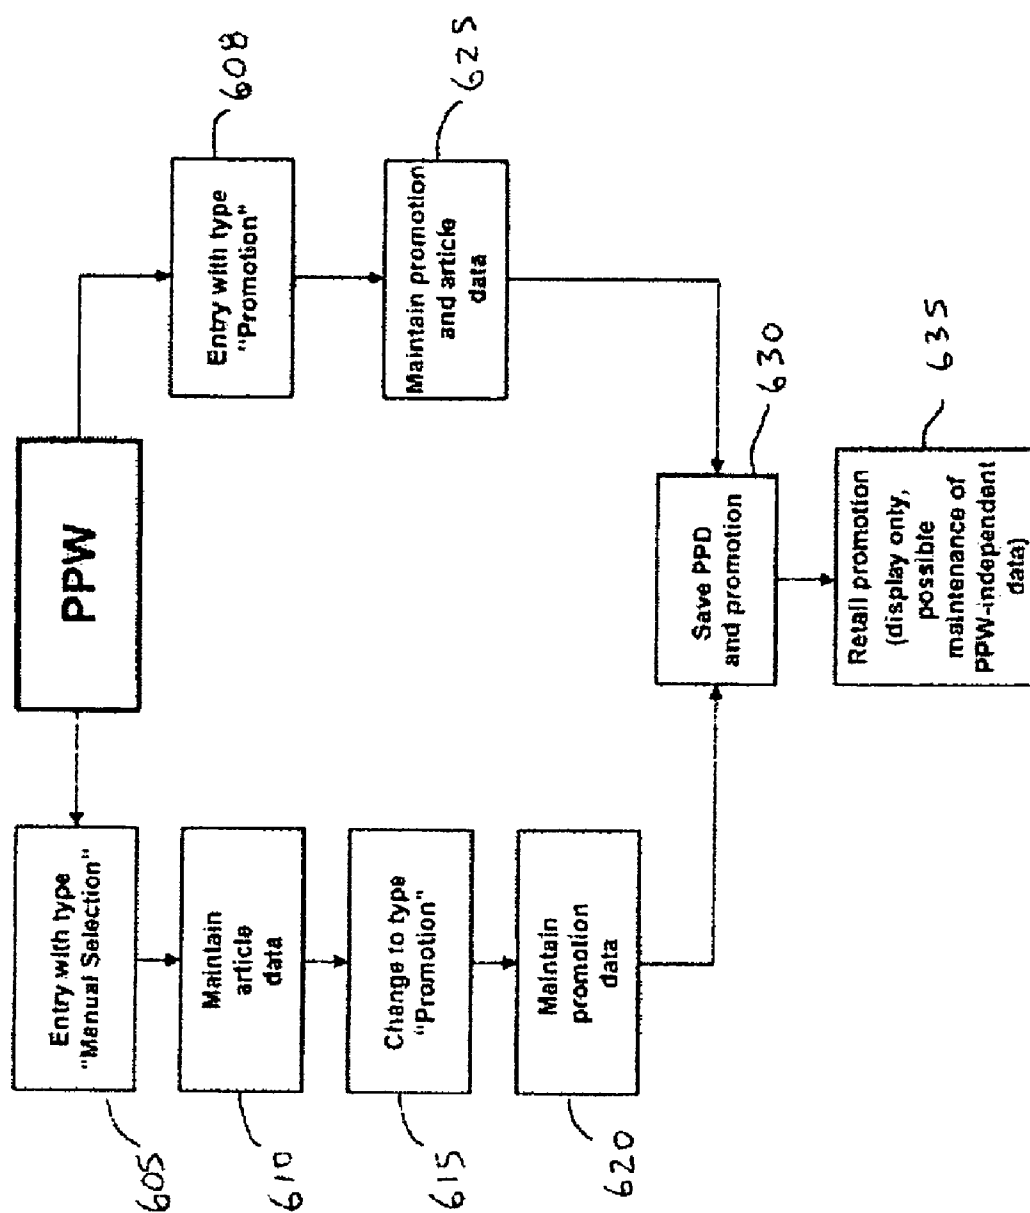 PPW
Entry with type
"Manual Selection"
605
Maintain
article
data
610
Change to type
"Promotion"
615
Maintain
promotion
data
620
Entry with type
"Promotion"
608
Maintain promotion
and article
data
625
Save PPD
and promotion
630
Retail promotion
(display only,
possible
maintenance of
PPW-independent
data)
635